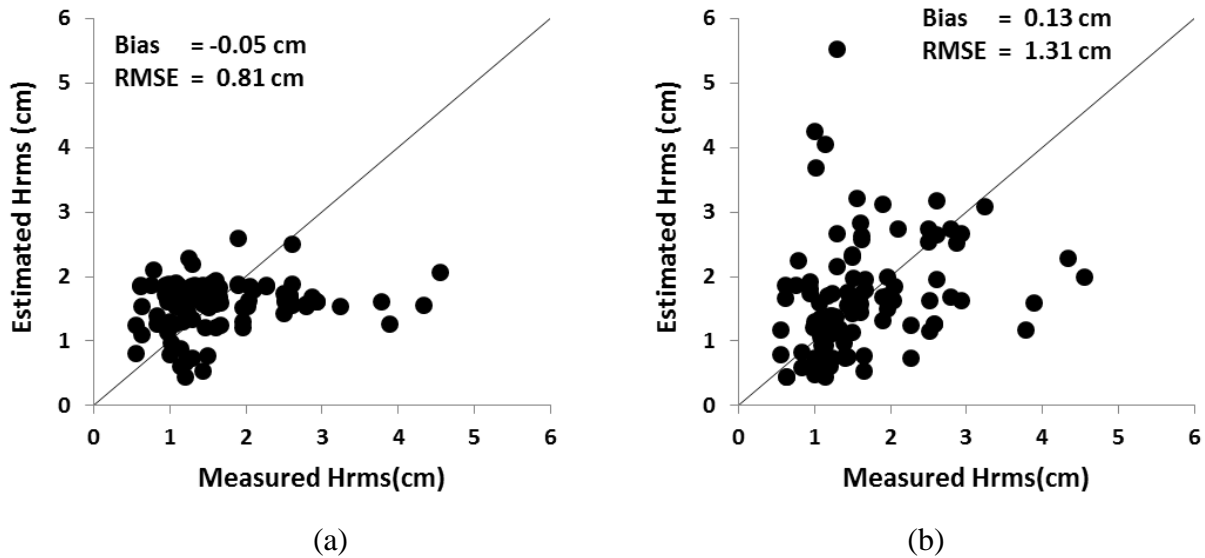 Bias = -0.05 cm
RMSE = 0.81 cm
Estimated Hrms (cm)
6
5
4
3
2
1
0
0 1 2 3 4 5 6
Measured Hrms(cm)
(a)
Bias = 0.13 cm
RMSE = 1.31 cm
Estimated Hrms (cm)
6
5
4
3
2
1
0
0 1 2 3 4 5 6
Measured Hrms(cm)
(b)